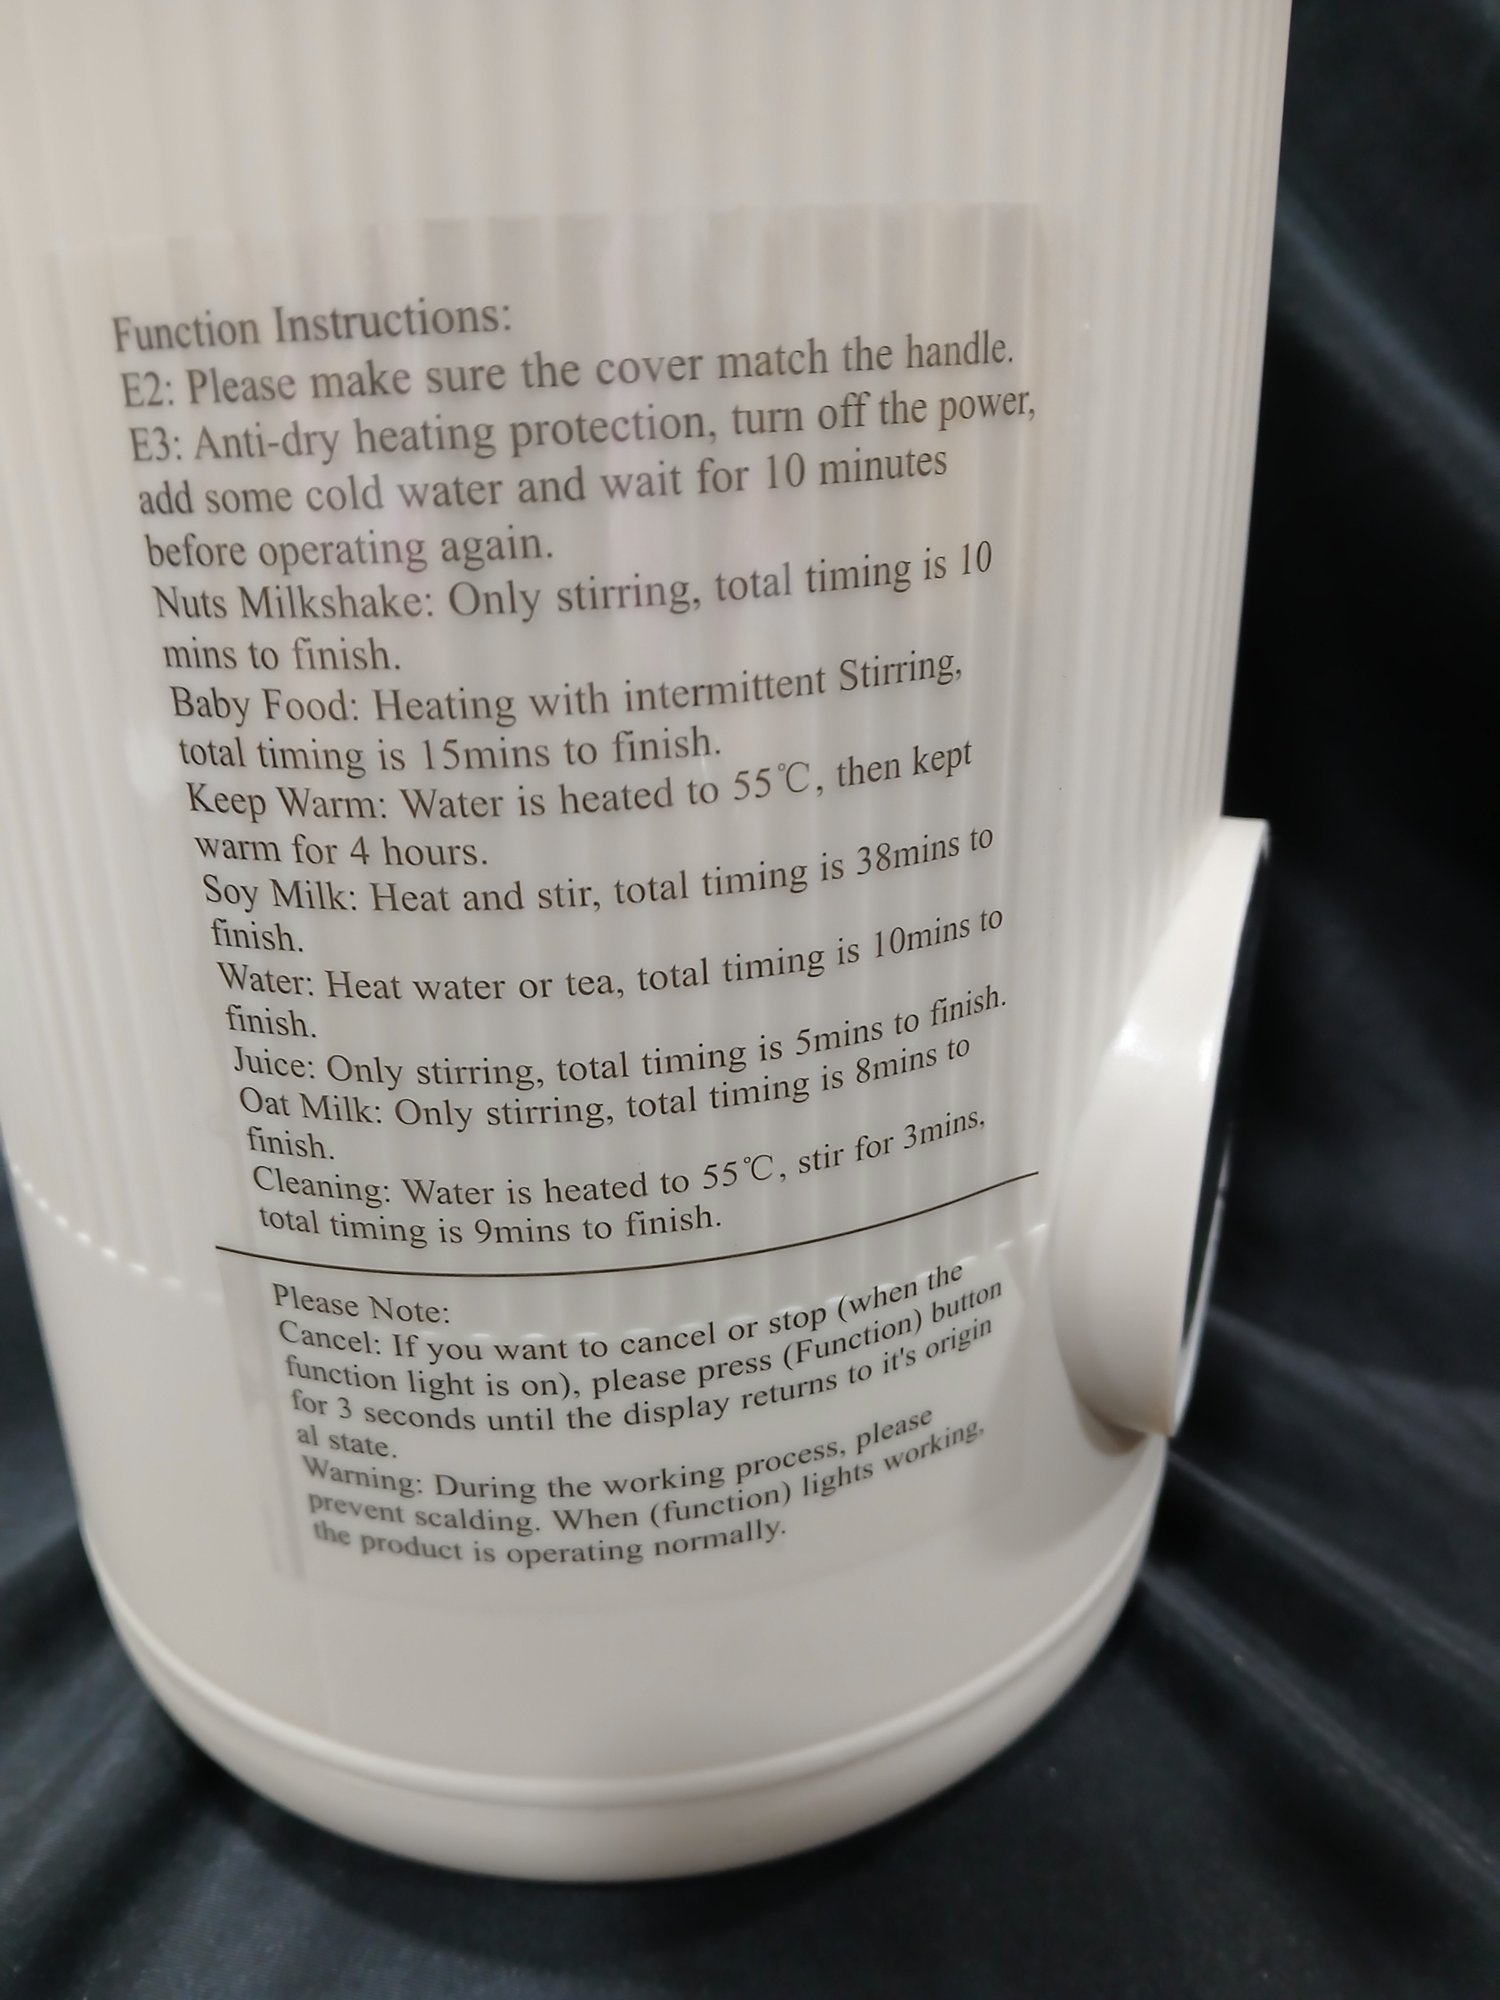 Function Instructions:
E2: Please make sure the cover match the handle.
E3: Anti-dry heating protection, turn off the power,
add some cold water and wait for 10 minutes
before operating again.
Nuts Milkshake: Only stirring, total timing is 10
mins to finish.
Baby Food: Heating with intermittent Stirring,
total timing is 15mins to finish.
Keep Warm: Water is heated to 55℃, then kept
warm for 4 hours.
Soy Milk: Heat and stir, total timing is 38mins to
finish.
Water: Heat water or tea, total timing is 10mins to
finish.
Juice: Only stirring, total timing is 5mins to finish.
Oat Milk: Only stirring, total timing is 8mins to
finish.
Cleaning: Water is heated to 55℃, stir for 3mins,
total timing is 9mins to finish.
Please Note:
Cancel: If you want to cancel or stop (when the
function light is on), please press (Function) button
for 3 seconds until the display returns to it's origin
al state.
Warning: During the working process, please
prevent scalding. When (function) lights working,
the product is operating normally.